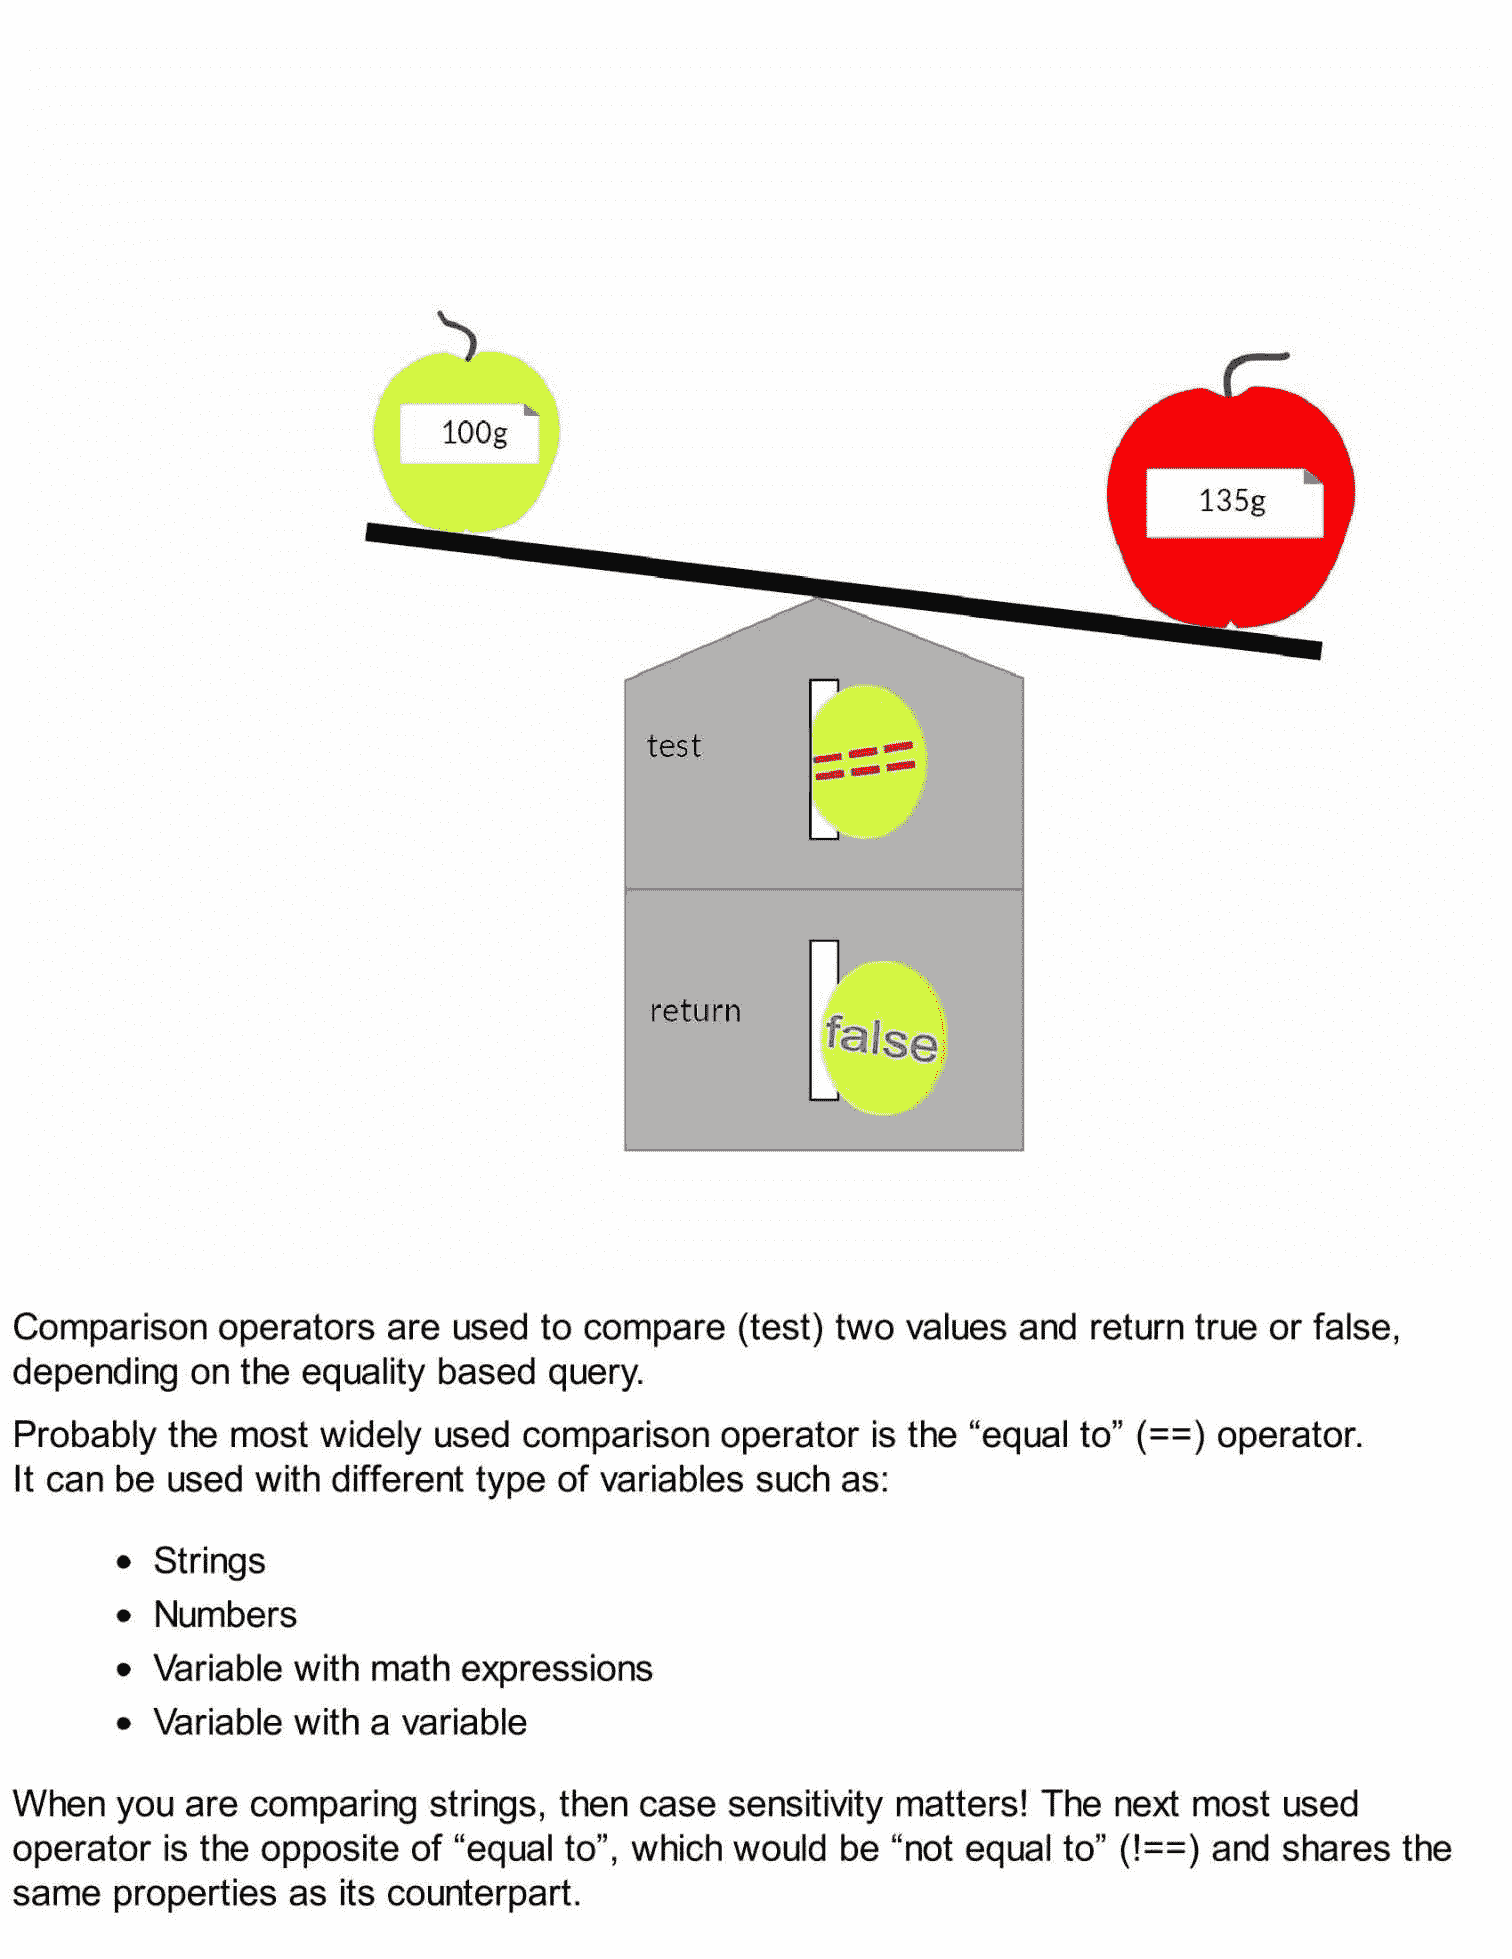 100g
135g
test
===
return
false
Comparison operators are used to compare (test) two values and return true or false,
depending on the equality based query.
Probably the most widely used comparison operator is the “equal to” (==) operator.
It can be used with different type of variables such as:
• Strings
• Numbers
• Variable with math expressions
• Variable with a variable
When you are comparing strings, then case sensitivity matters! The next most used
operator is the opposite of “equal to”, which would be “not equal to” (!==) and shares the
same properties as its counterpart.